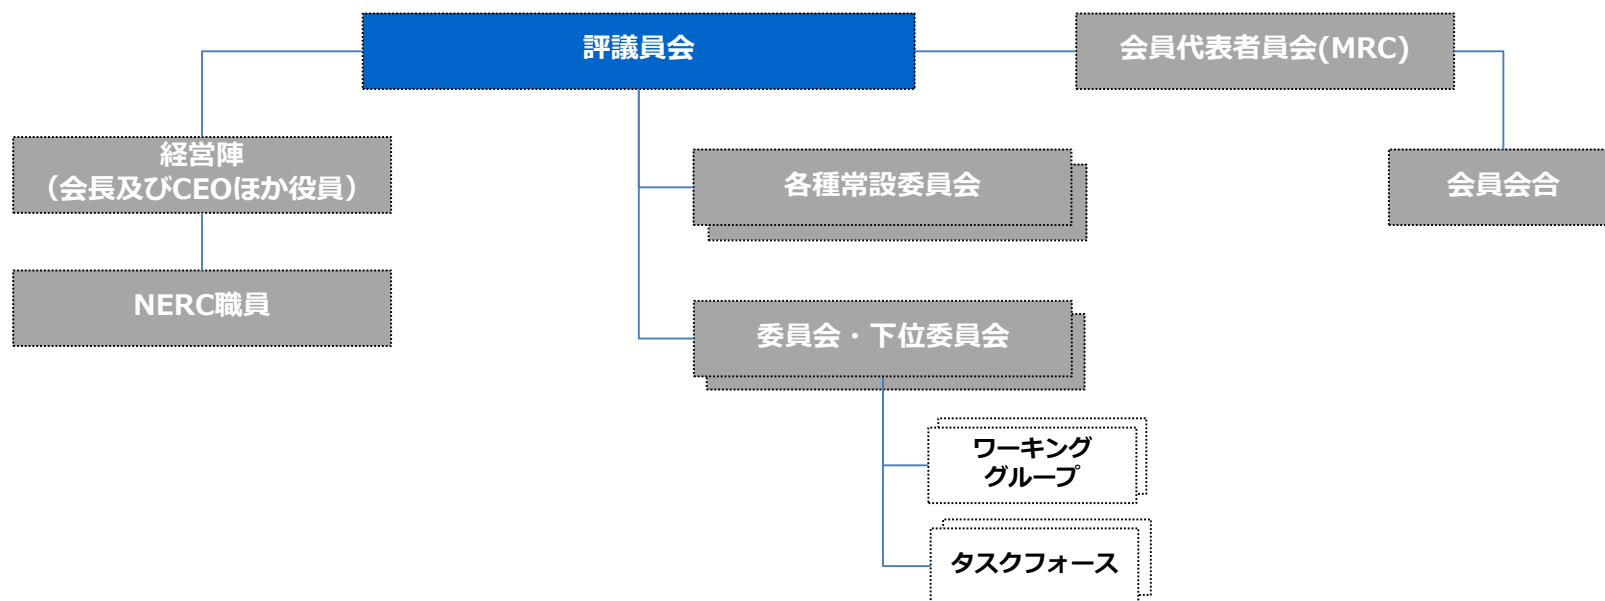 評議員会
会員代表者員会(MRC)
経営陣
（会長及びCEOほか役員）
各種常設委員会
会員会合
NERC職員
委員会・下位委員会
ワーキング
グループ
タスクフォース